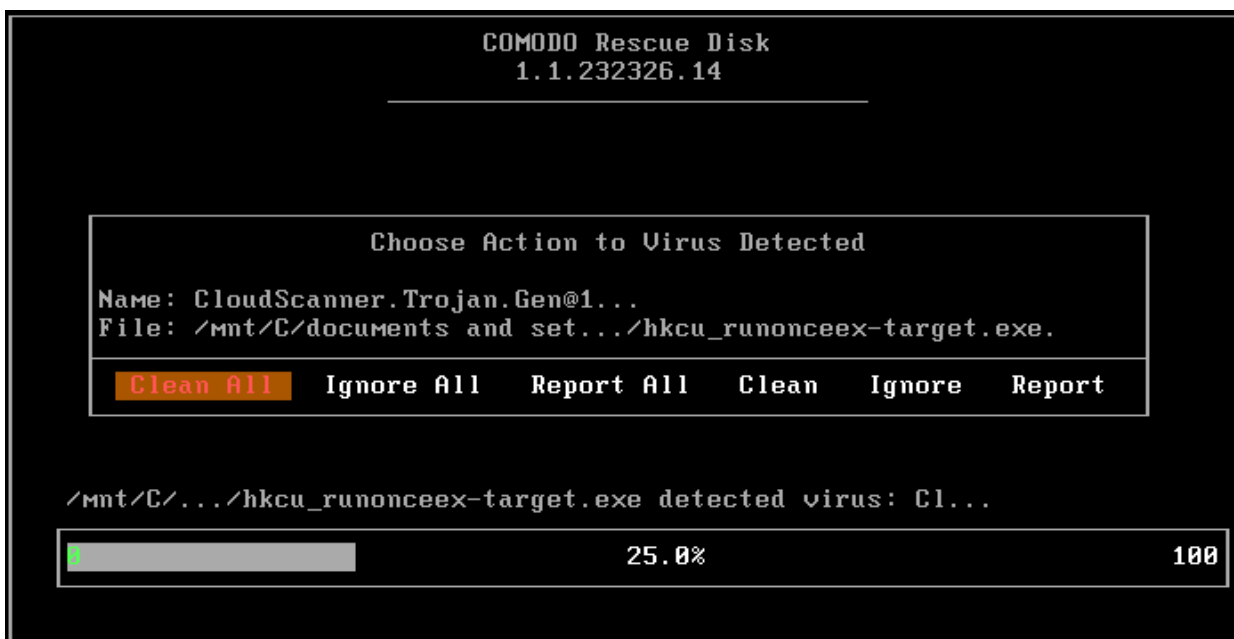 COMODO Rescue Disk
1.1.232326.14
Choose Action to Virus Detected
Name: CloudScanner.Trojan.Gen@1...
File: /mnt/C/documents and set.../hkcu_runonceex-target.exe.
Clean All Ignore All Report All Clean Ignore Report
/mnt/C/.../hkcu_runonceex-target.exe detected virus: Cl...
0 25.0% 100